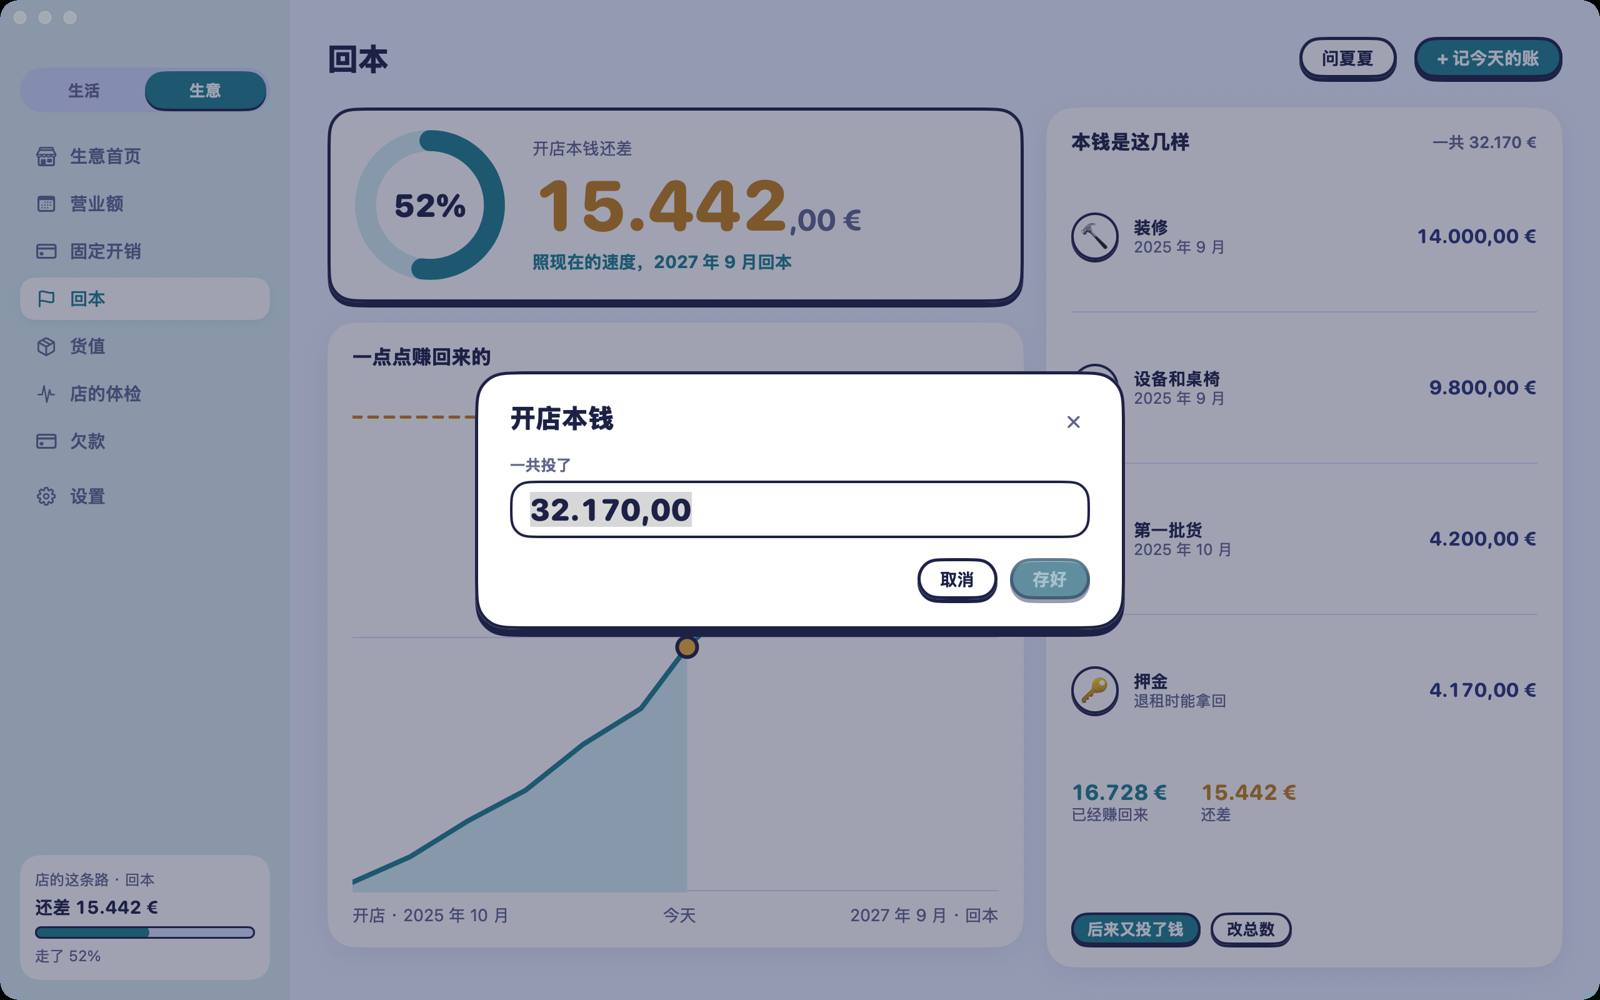 生活
生意
生意首页
营业额
固定开销
回本
货值
店的体检
欠款
设置
店的这条路 · 回本
还差 15.442 €
走了 52%
回本
问夏夏
+ 记今天的账
52%
开店本钱还差
15.442,00 €
照现在的速度，2027 年 9 月回本
一点点赚回来的
开店 · 2025 年 10 月
今天
2027 年 9 月 · 回本
开店本钱
×
一共投了
32.170,00
取消
存好
本钱是这几样
一共 32.170 €
装修
2025 年 9 月
14.000,00 €
设备和桌椅
2025 年 9 月
9.800,00 €
第一批货
2025 年 10 月
4.200,00 €
押金
退租时能拿回
4.170,00 €
16.728 €
已经赚回来
15.442 €
还差
后来又投了钱
改总数